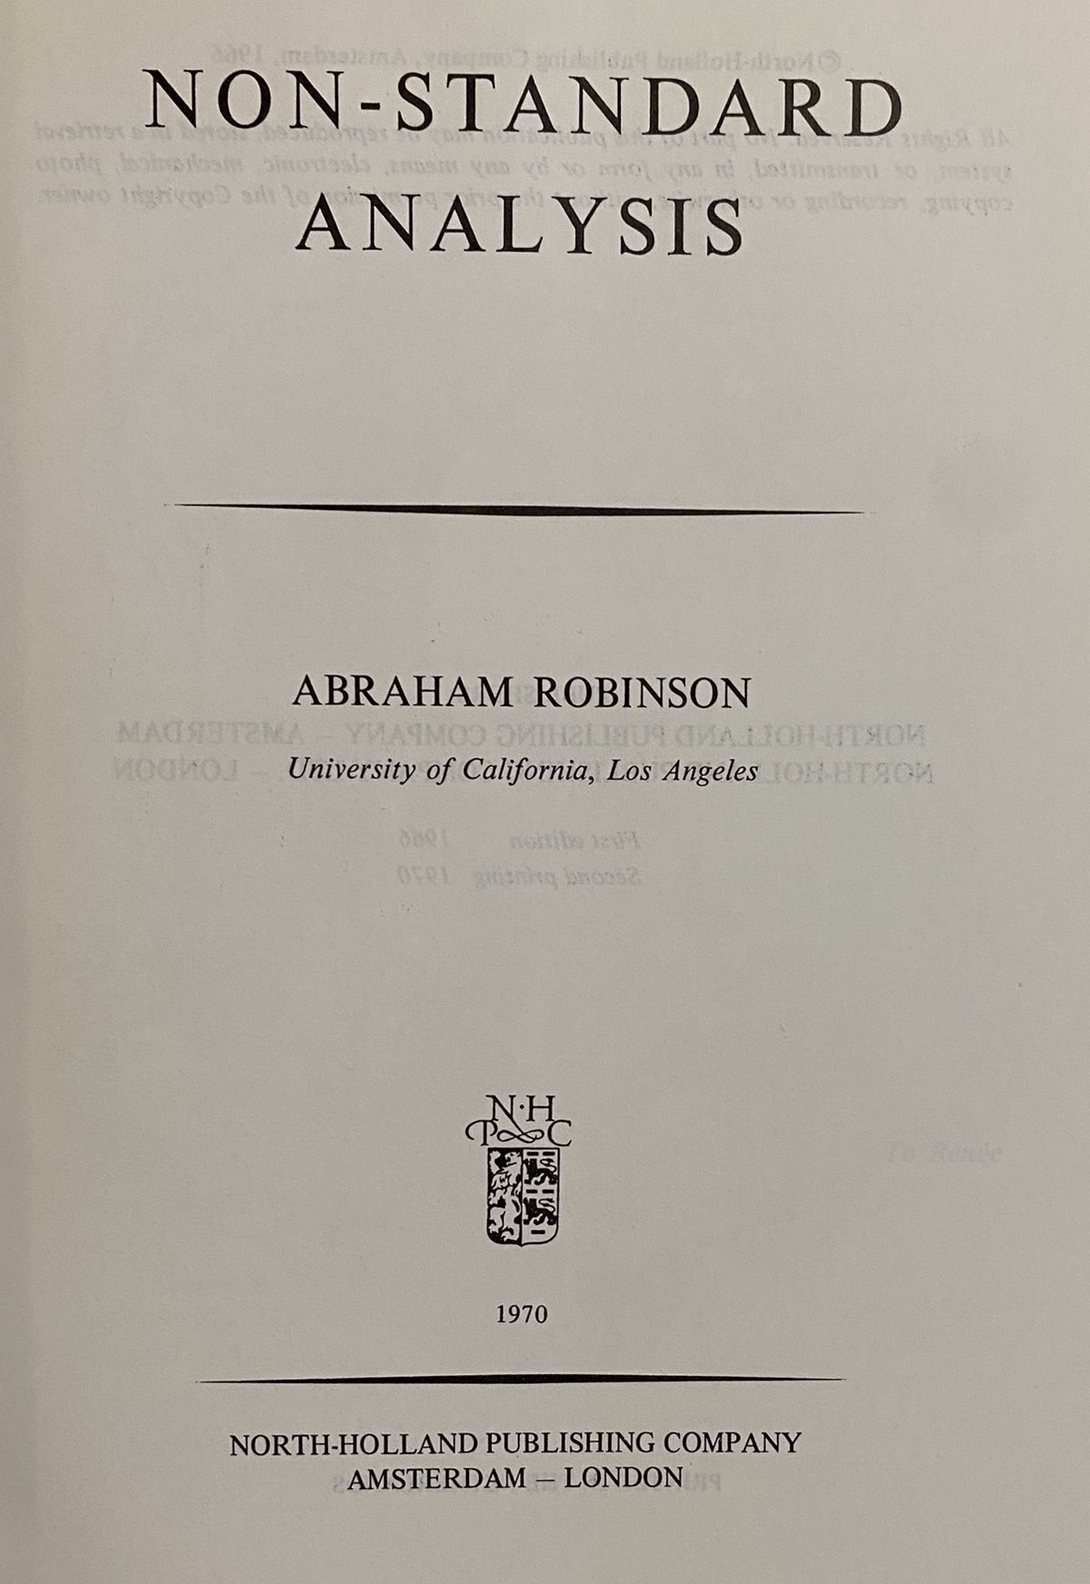 NON-STANDARD
ANALYSIS
ABRAHAM ROBINSON
University of California, Los Angeles
N·H
P C
1970
NORTH-HOLLAND PUBLISHING COMPANY
AMSTERDAM – LONDON